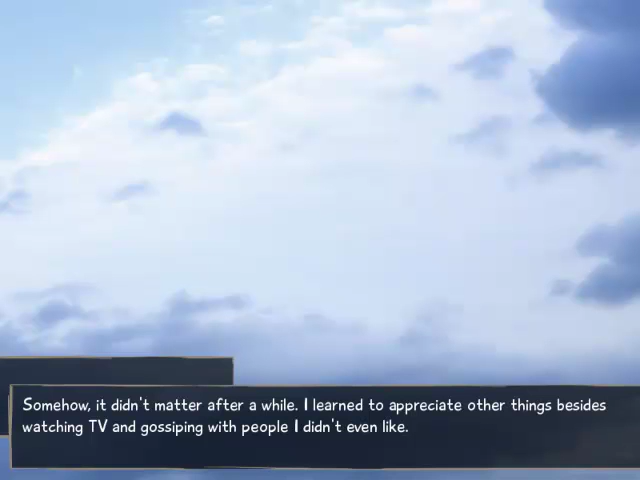 Somehow, it didn't matter after a while. I learned to appreciate other things besides
watching TV and gossiping with people I didn't even like.